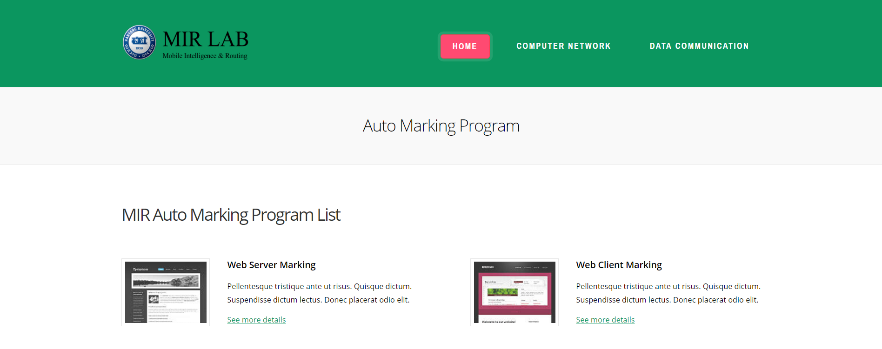 MIR LAB
Mobile Intelligence & Routing
HOME
COMPUTER NETWORK
DATA COMMUNICATION
Auto Marking Program
MIR Auto Marking Program List
Web Server Marking
Pellentesque tristique ante ut risus. Quisque dictum.
Suspendisse dictum lectus. Donec placerat odio elit.
See more details
Web Client Marking
Pellentesque tristique ante ut risus. Quisque dictum.
Suspendisse dictum lectus. Donec placerat odio elit.
See more details